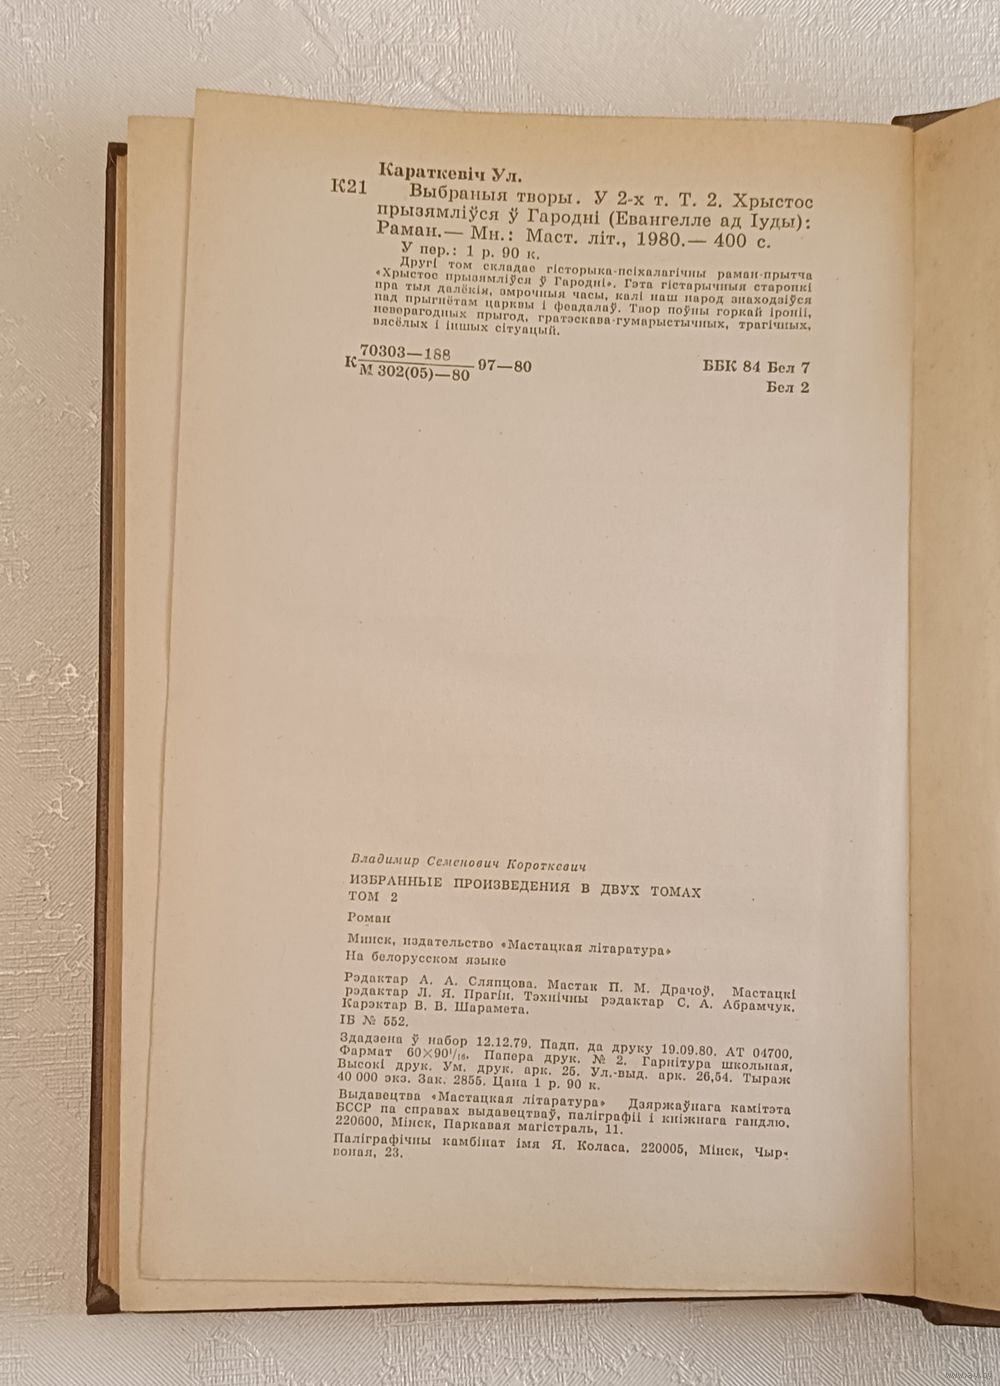 Караткевіч Ул.
К21 Выбраныя творы. У 2-х т. Т. 2. Хрыстос
прызямліўся ў Гародні (Евангелле ад Іуды):
Раман.— Мн.: Маст. літ., 1980.— 400 с.
У пер.: 1 р. 90 к.
Другі том складае гісторыка-псіхалагічны раман-прытча
«Хрыстос прызямліўся ў Гародні». Гэта гістарычныя старонкі
пра тыя далёкія, змрочныя часы, калі наш народ знаходзіўся
пад прыгнётам царквы і феадалаў. Твор поўны горкай іроніі,
неверагодных прыгод, гратэскава-гумарыстычных, трагічных,
вясёлых і іншых сітуацый.
К 70303—188
М 302(05)—80 97—80
ББК 84 Бел 7
Бел 2
Владимир Семенович Короткевич
ИЗБРАННЫЕ ПРОИЗВЕДЕНИЯ В ДВУХ ТОМАХ
ТОМ 2
Роман
Минск, издательство «Мастацкая літаратура»
На белорусском языке
Рэдактар А. А. Сляпцова. Мастак П. М. Драчоў. Мастацкі
рэдактар Л. Я. Прагін. Тэхнічны рэдактар С. А. Абрамчук.
Карэктар В. В. Шарамета.
ІБ № 552.
Здадзена ў набор 12.12.79. Падп. да друку 19.09.80. АТ 04700.
Фармат 60×90¹/₁₆. Папера друк. № 2. Гарнітура школьная.
Высокі друк. Ум. друк. арк. 25. Ул.-выд. арк. 26,54. Тыраж
40 000 экз. Зак. 2855. Цана 1 р. 90 к.
Выдавецтва «Мастацкая літаратура» Дзяржаўнага камітэта
БССР па справах выдавецтваў, паліграфіі і кніжнага гандлю.
220600, Мінск, Паркавая магістраль, 11.
Паліграфічны камбінат імя Я. Коласа. 220005, Мінск, Чыр-
воная, 23.